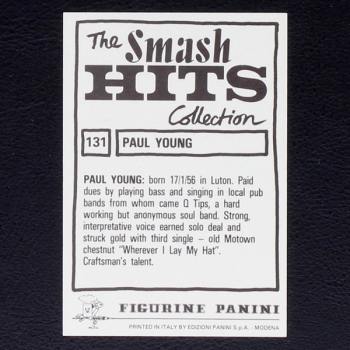 The Smash
HITS
Collection
131 PAUL YOUNG
PAUL YOUNG: born 17/1/56 in Luton. Paid
dues by playing bass and singing in local pub
bands from whom came Q Tips, a hard
working but anonymous soul band. Strong,
interpretative voice earned solo deal and
struck gold with third single – old Motown
chestnut "Wherever I Lay My Hat".
Craftsman's talent.
FIGURINE PANINI
PRINTED IN ITALY BY EDIZIONI PANINI S.p.A. - MODENA